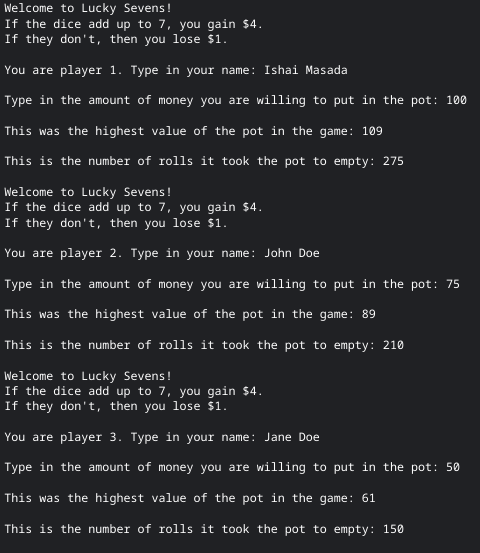 Welcome to Lucky Sevens!
If the dice add up to 7, you gain $4.
If they don't, then you lose $1.
You are player 1. Type in your name: Ishai Masada
Type in the amount of money you are willing to put in the pot: 100
This was the highest value of the pot in the game: 109
This is the number of rolls it took the pot to empty: 275
Welcome to Lucky Sevens!
If the dice add up to 7, you gain $4.
If they don't, then you lose $1.
You are player 2. Type in your name: John Doe
Type in the amount of money you are willing to put in the pot: 75
This was the highest value of the pot in the game: 89
This is the number of rolls it took the pot to empty: 210
Welcome to Lucky Sevens!
If the dice add up to 7, you gain $4.
If they don't, then you lose $1.
You are player 3. Type in your name: Jane Doe
Type in the amount of money you are willing to put in the pot: 50
This was the highest value of the pot in the game: 61
This is the number of rolls it took the pot to empty: 150